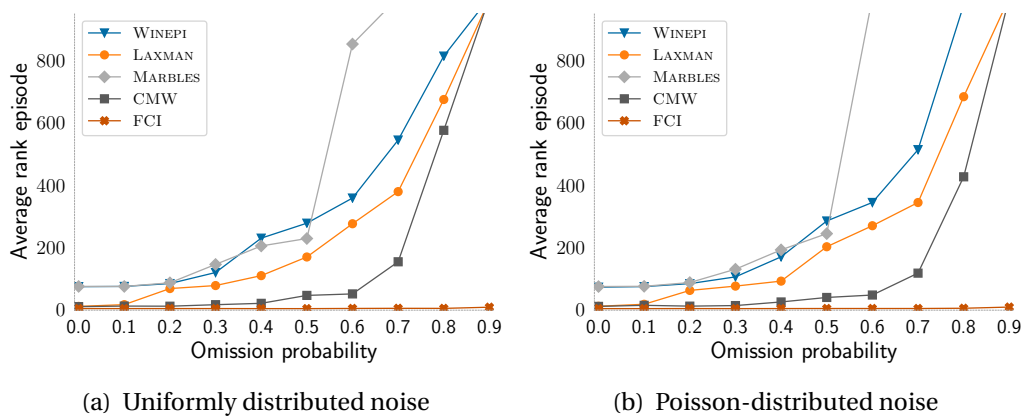 WINEPI
LAXMAN
MARBLES
CMW
FCI
Average rank episode
800
600
400
200
0
0.0 0.1 0.2 0.3 0.4 0.5 0.6 0.7 0.8 0.9
Omission probability
(a) Uniformly distributed noise
WINEPI
LAXMAN
MARBLES
CMW
FCI
Average rank episode
800
600
400
200
0
0.0 0.1 0.2 0.3 0.4 0.5 0.6 0.7 0.8 0.9
Omission probability
(b) Poisson-distributed noise